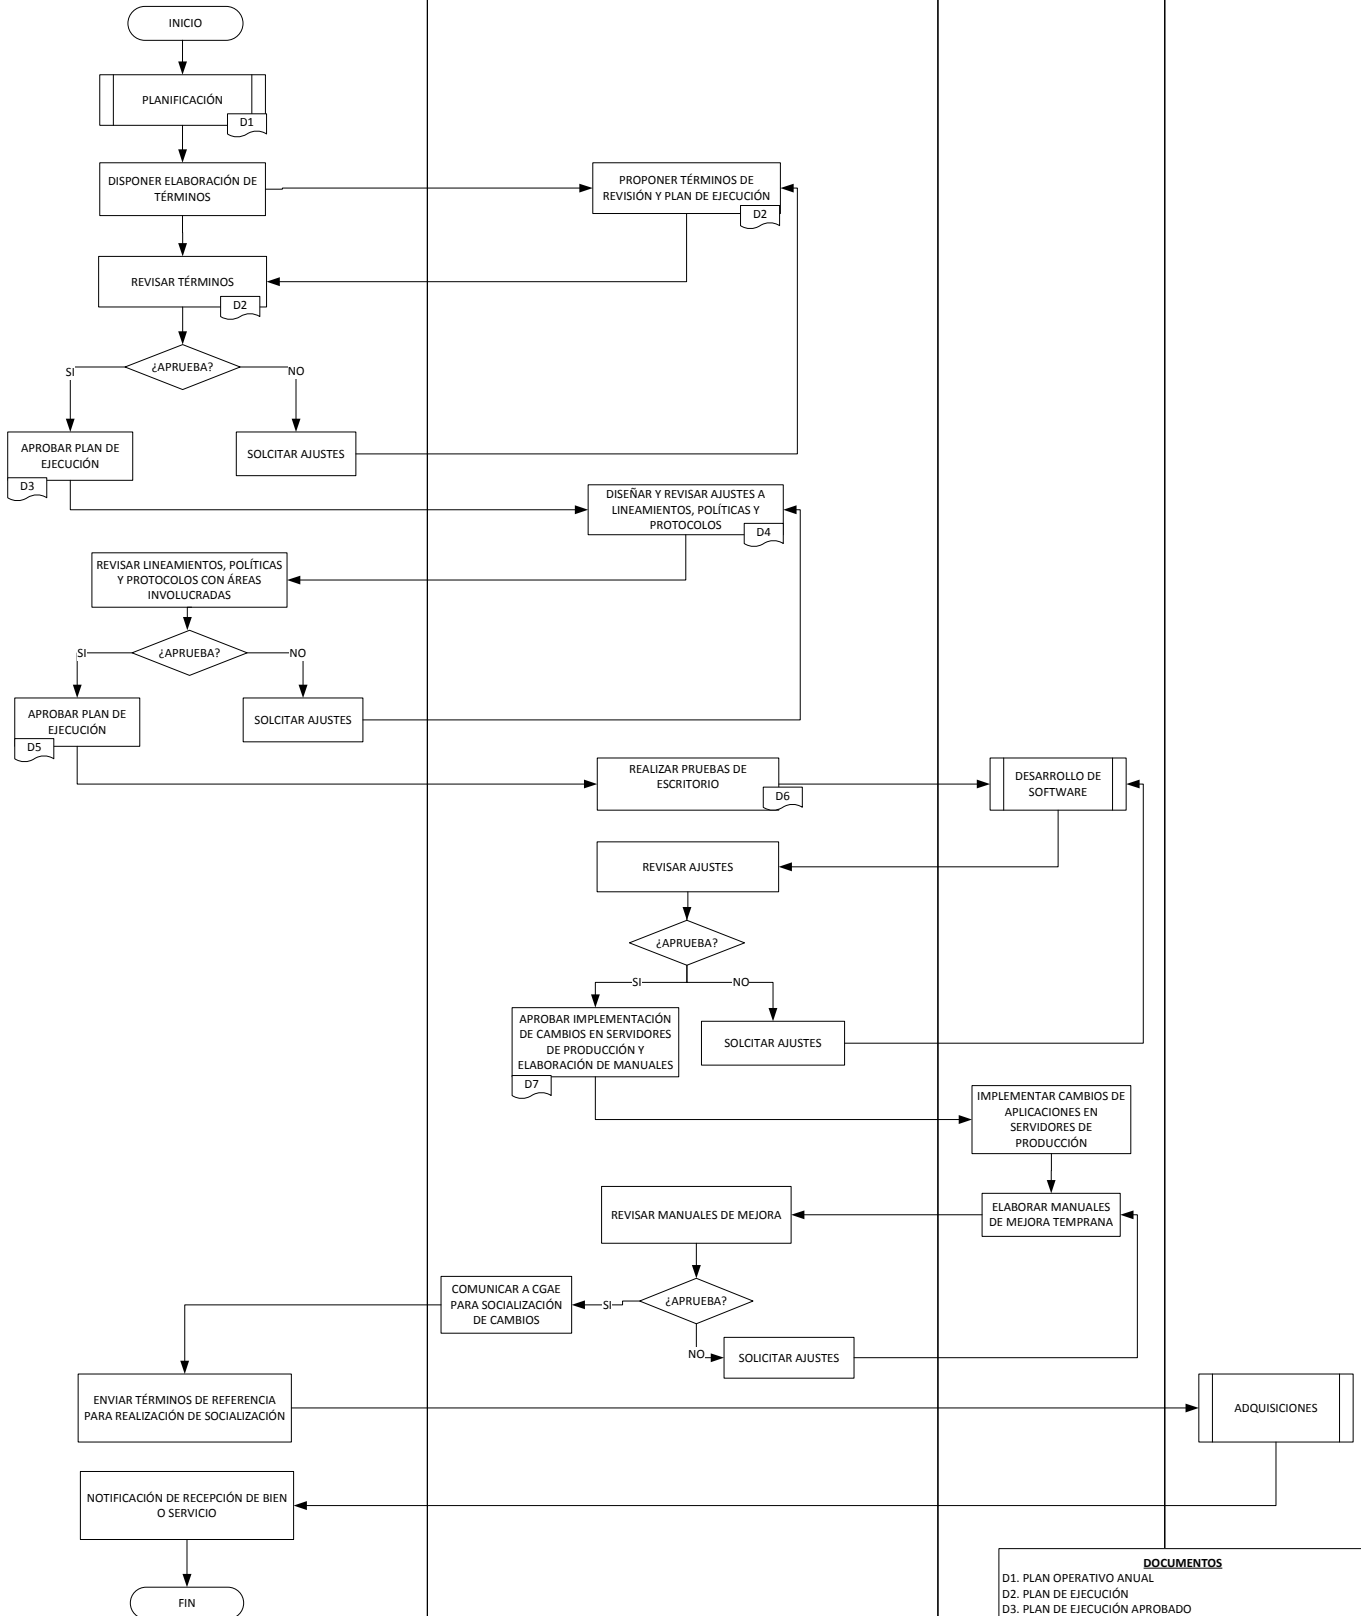 INICIO
PLANIFICACIÓN
D1
DISPONER ELABORACIÓN DE
TÉRMINOS
PROPONER TÉRMINOS DE
REVISIÓN Y PLAN DE EJECUCIÓN
D2
REVISAR TÉRMINOS
D2
¿APRUEBA?
SI
NO
APROBAR PLAN DE
EJECUCIÓN
D3
SOLCITAR AJUSTES
DISEÑAR Y REVISAR AJUSTES A
LINEAMIENTOS, POLÍTICAS Y
PROTOCOLOS
D4
REVISAR LINEAMIENTOS, POLÍTICAS
Y PROTOCOLOS CON ÁREAS
INVOLUCRADAS
¿APRUEBA?
SI
NO
APROBAR PLAN DE
EJECUCIÓN
D5
SOLCITAR AJUSTES
REALIZAR PRUEBAS DE
ESCRITORIO
D6
DESARROLLO DE
SOFTWARE
REVISAR AJUSTES
¿APRUEBA?
SI
NO
APROBAR IMPLEMENTACIÓN
DE CAMBIOS EN SERVIDORES
DE PRODUCCIÓN Y
ELABORACIÓN DE MANUALES
D7
SOLCITAR AJUSTES
IMPLEMENTAR CAMBIOS DE
APLICACIONES EN
SERVIDORES DE
PRODUCCIÓN
REVISAR MANUALES DE MEJORA
ELABORAR MANUALES
DE MEJORA TEMPRANA
COMUNICAR A CGAE
PARA SOCIALIZACIÓN
DE CAMBIOS
SI
¿APRUEBA?
NO
SOLICITAR AJUSTES
ENVIAR TÉRMINOS DE REFERENCIA
PARA REALIZACIÓN DE SOCIALIZACIÓN
ADQUISICIONES
NOTIFICACIÓN DE RECEPCIÓN DE BIEN
O SERVICIO
FIN
DOCUMENTOS
D1. PLAN OPERATIVO ANUAL
D2. PLAN DE EJECUCIÓN
D3. PLAN DE EJECUCIÓN APROBADO